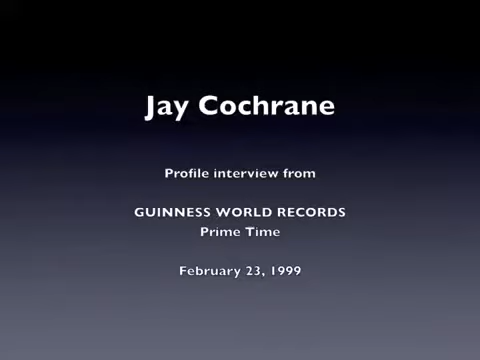 Jay Cochrane
Profile interview from
GUINNESS WORLD RECORDS
Prime Time
February 23, 1999